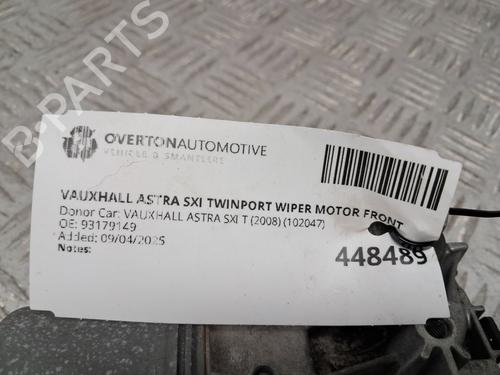 OVERTONAUTOMOTIVE
VEHICLE DISMANTLERS
VAUXHALL ASTRA SXI TWINPORT WIPER MOTOR FRONT
Donor Car: VAUXHALL ASTRA SXI T (2008) (102047)
OE: 93179149
Added: 09/04/2025
Notes:
448489
B-PARTS